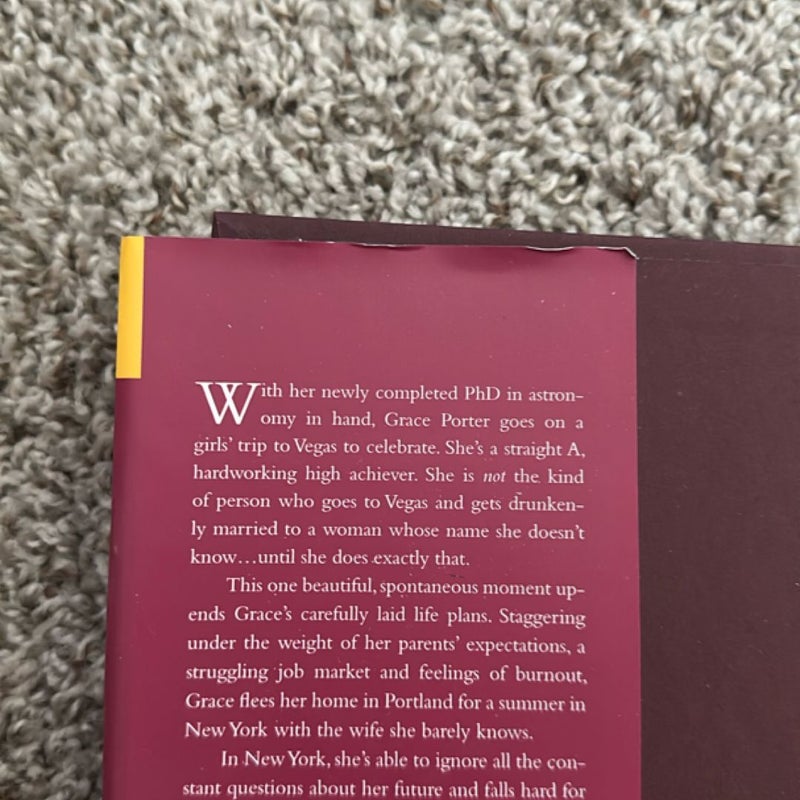 With her newly completed PhD in astron-
omy in hand, Grace Porter goes on a
girls' trip to Vegas to celebrate. She's a straight A,
hardworking high achiever. She is not the kind
of person who goes to Vegas and gets drunken-
ly married to a woman whose name she doesn't
know...until she does exactly that.
This one beautiful, spontaneous moment up-
ends Grace's carefully laid life plans. Staggering
under the weight of her parents' expectations, a
struggling job market and feelings of burnout,
Grace flees her home in Portland for a summer in
New York with the wife she barely knows.
In New York, she's able to ignore all the con-
stant questions about her future and falls hard for